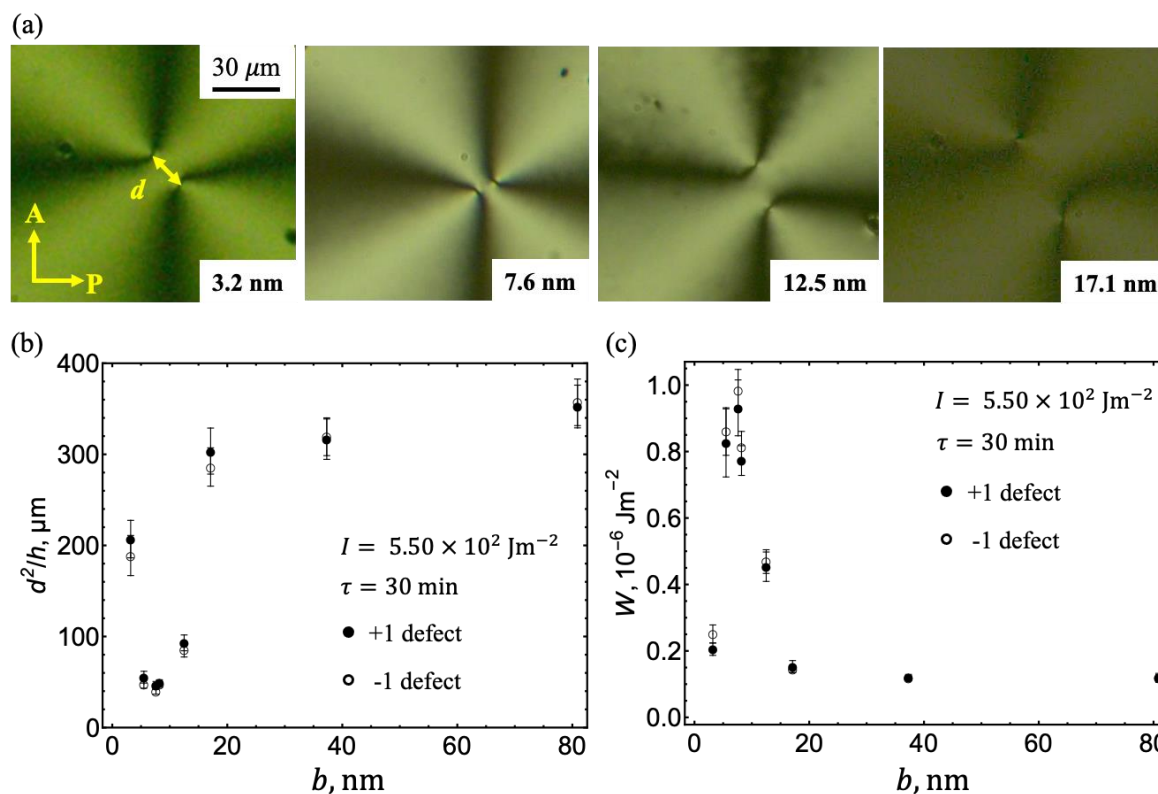 (a)
30 μm
d
A
P
3.2 nm
7.6 nm
12.5 nm
17.1 nm
(b)
400
300
200
100
0
d²/h, μm
I = 5.50 × 10² Jm⁻²
τ = 30 min
+1 defect
-1 defect
0 20 40 60 80
b, nm
(c)
1.0
0.8
0.6
0.4
0.2
0.0
W, 10⁻⁶ Jm⁻²
I = 5.50 × 10² Jm⁻²
τ = 30 min
+1 defect
-1 defect
0 20 40 60 80
b, nm